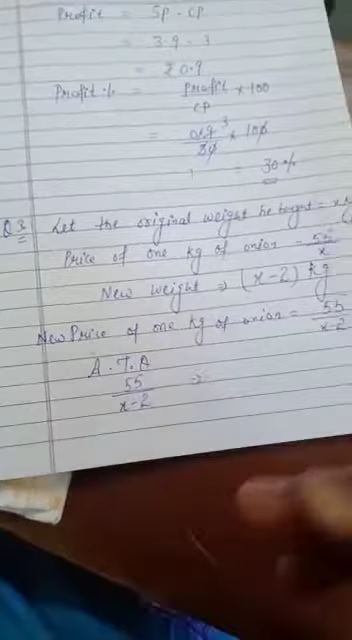 Profit = SP - CP
= 3.9 - 3
= 0.9
Profit % = Profit × 100
CP
= 0.9 3 × 100
30
= 30%
Q3 Let the original weight he bought = x
Price of one kg of onion = 55
x
New weight ⇒ (x-2) kg
New Price of one kg of onion = 55
x-2
A.T.A
55 ⇒
x-2